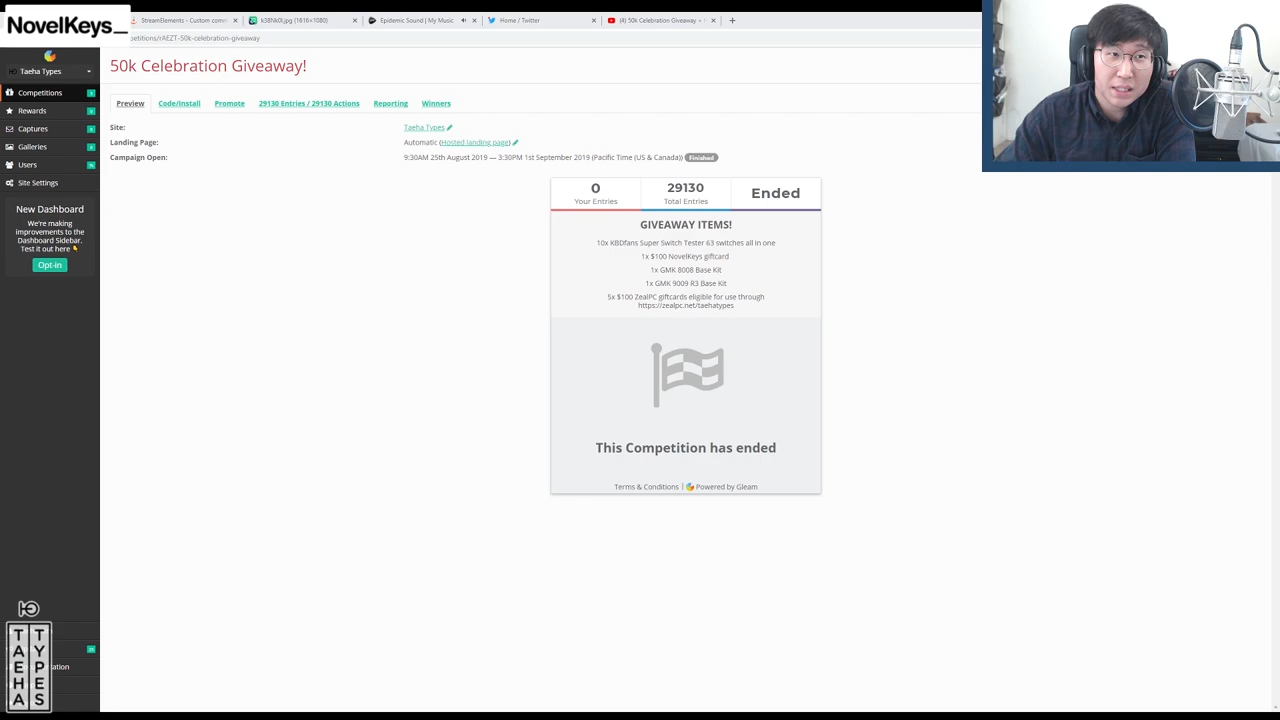 NovelKeys_
StreamElements - Custom comm
k38Nk0l.jpg (1616×1080)
Epidemic Sound | My Music
Home / Twitter
(4) 50k Celebration Giveaway +
petitions/rAEZT-50k-celebration-giveaway
Taeha Types
Competitions
Rewards
Captures
Galleries
Users
Site Settings
New Dashboard
We're making
improvements to the
Dashboard Sidebar.
Test it out here 👇
Opt-in
50k Celebration Giveaway!
Preview Code/Install Promote 29130 Entries / 29130 Actions Reporting Winners
Site: Taeha Types
Landing Page: Automatic (Hosted landing page)
Campaign Open: 9:30AM 25th August 2019 — 3:30PM 1st September 2019 (Pacific Time (US & Canada)) Finished
0 29130 Ended
Your Entries Total Entries
GIVEAWAY ITEMS!
10x KBDfans Super Switch Tester 63 switches all in one
1x $100 NovelKeys giftcard
1x GMK 8008 Base Kit
1x GMK 9009 R3 Base Kit
5x $100 ZealPC giftcards eligible for use through
https://zealpc.net/taehatypes
This Competition has ended
Terms & Conditions | Powered by Gleam
TAEHA
TYPES